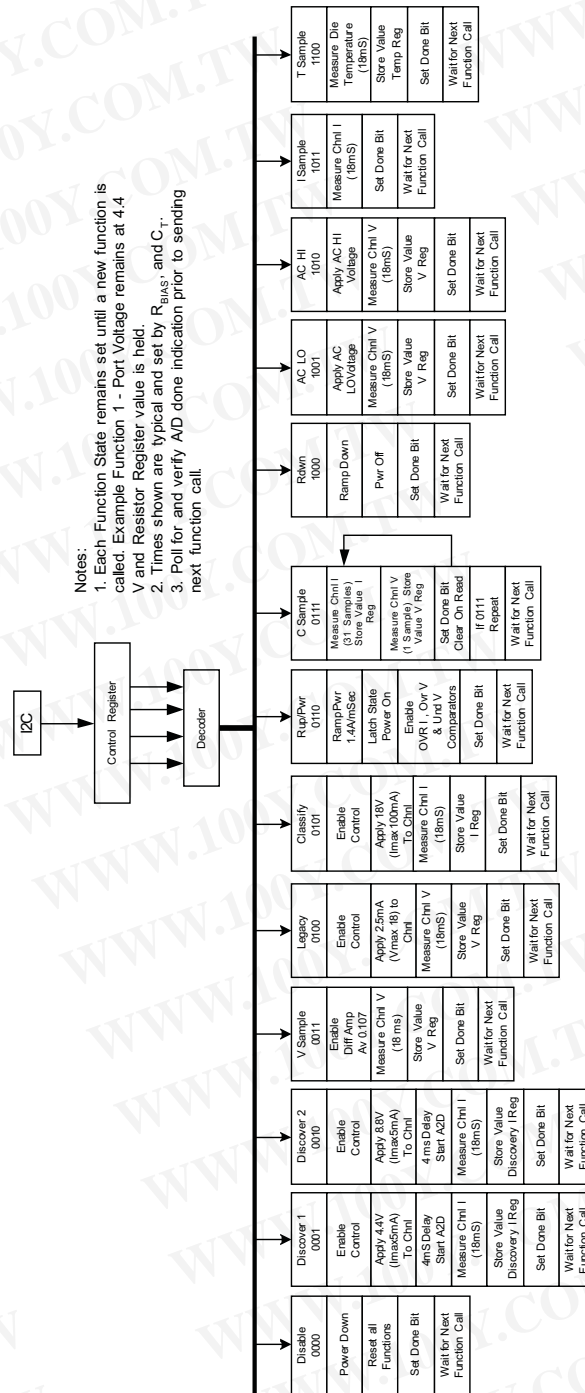 I2C
Control Register
Decoder
Notes:
1. Each Function State remains set until a new function is
called. Example Function 1 - Port Voltage remains at 4.4
V and Resistor Register value is held.
2. Times shown are typical and set by RBIAS, and CT.
3. Poll for and verify A/D done indication prior to sending
next function call.
Disable
0000
Power Down
Reset all
Functions
Set Done Bit
Wait for Next
Function Call
Discover 1
0001
Enable
Control
Apply 4.4V
(Imax5mA)
To Chnl
4mSDelay
Start A2D
Measure Chnl I
(18mS)
Store Value
Discovery I Reg
Set Done Bit
Wait for Next
Function Call
Discover 2
0010
Enable
Control
Apply 8.8V
(Imax5mA)
To Chnl
4 msDelay
Start A2D
Measure Chnl I
(18mS)
Store Value
Discovery I Reg
Set Done Bit
Wait for Next
Function Call
V Sample
0011
Enable
Diff Amp
Av 0.107
Measure Chnl V
(18 ms)
Store Value
V Reg
Set Done Bit
Wait for Next
Function Call
Legacy
0100
Enable
Control
Apply 2.5mA
(Vmax 18) to
Chnl
Measure Chnl V
(18mS)
Store Value
V Reg
Set Done Bit
Wait for Next
Function Call
Classify
0101
Enable
Control
Apply 18V
(Imax100mA)
To Chnl
Measure Chnl I
(18mS)
Store Value
I Reg
Set Done Bit
Wait for Next
Function Call
Rup/Pwr
0110
RampPwr
1.4A/mSec
Latch State
Power On
Enable
OVR I , Ovr V
& Und V
Comparators
Set Done Bit
Wait for Next
Function Call
C Sample
0111
Measure Chnl I
(31 Samples)
Store Value I
Reg
Measure Chnl V
(1 Sample) . Store
Value V Reg
Set Done Bit
Clear On Read
If 0111
Repeat
Wait for Next
Function Call
Rdwn
1000
Ramp Down
Pwr Off
Set Done Bit
Wait for Next
Function Call
AC LO
1001
Apply AC
LOVoltage
Measure Chnl V
(18mS)
Store Value
V Reg
Set Done Bit
Wait for Next
Function Call
AC HI
1010
Apply AC HI
Voltage
Measure Chnl V
(18mS)
Store Value
V Reg
Set Done Bit
Wait for Next
Function Call
I Sample
1011
Measure Chnl I
(18mS)
Set Done Bit
Wait for Next
Function Call
T Sample
1100
Measure Die
Temperature
(18mS)
Store Value
Temp Reg
Set Done Bit
Wait for Next
Function Call
WWW.100Y.COM.TW